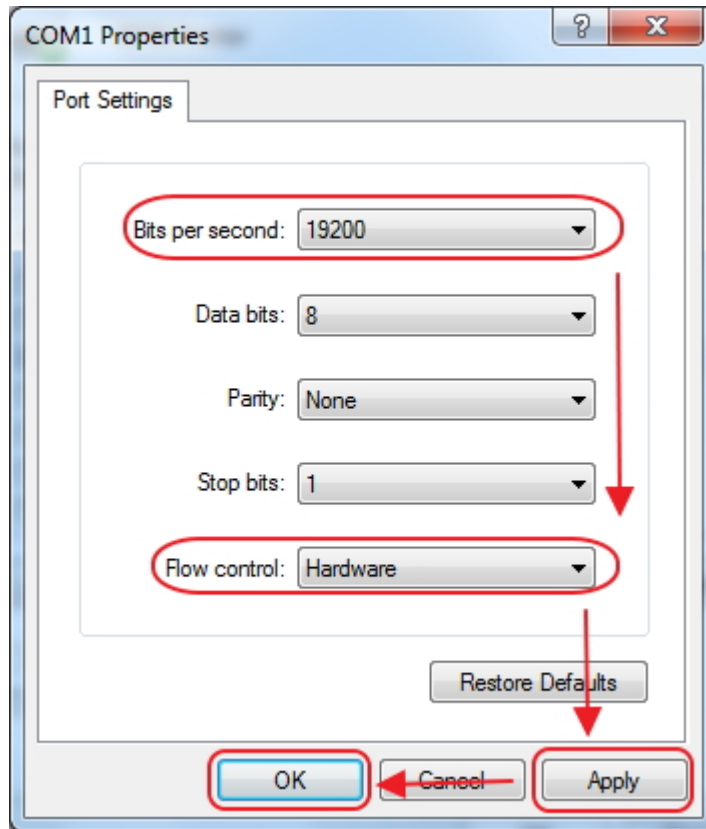 COM1 Properties
Port Settings
Bits per second: 19200
Data bits: 8
Parity: None
Stop bits: 1
Flow control: Hardware
Restore Defaults
OK Cancel Apply